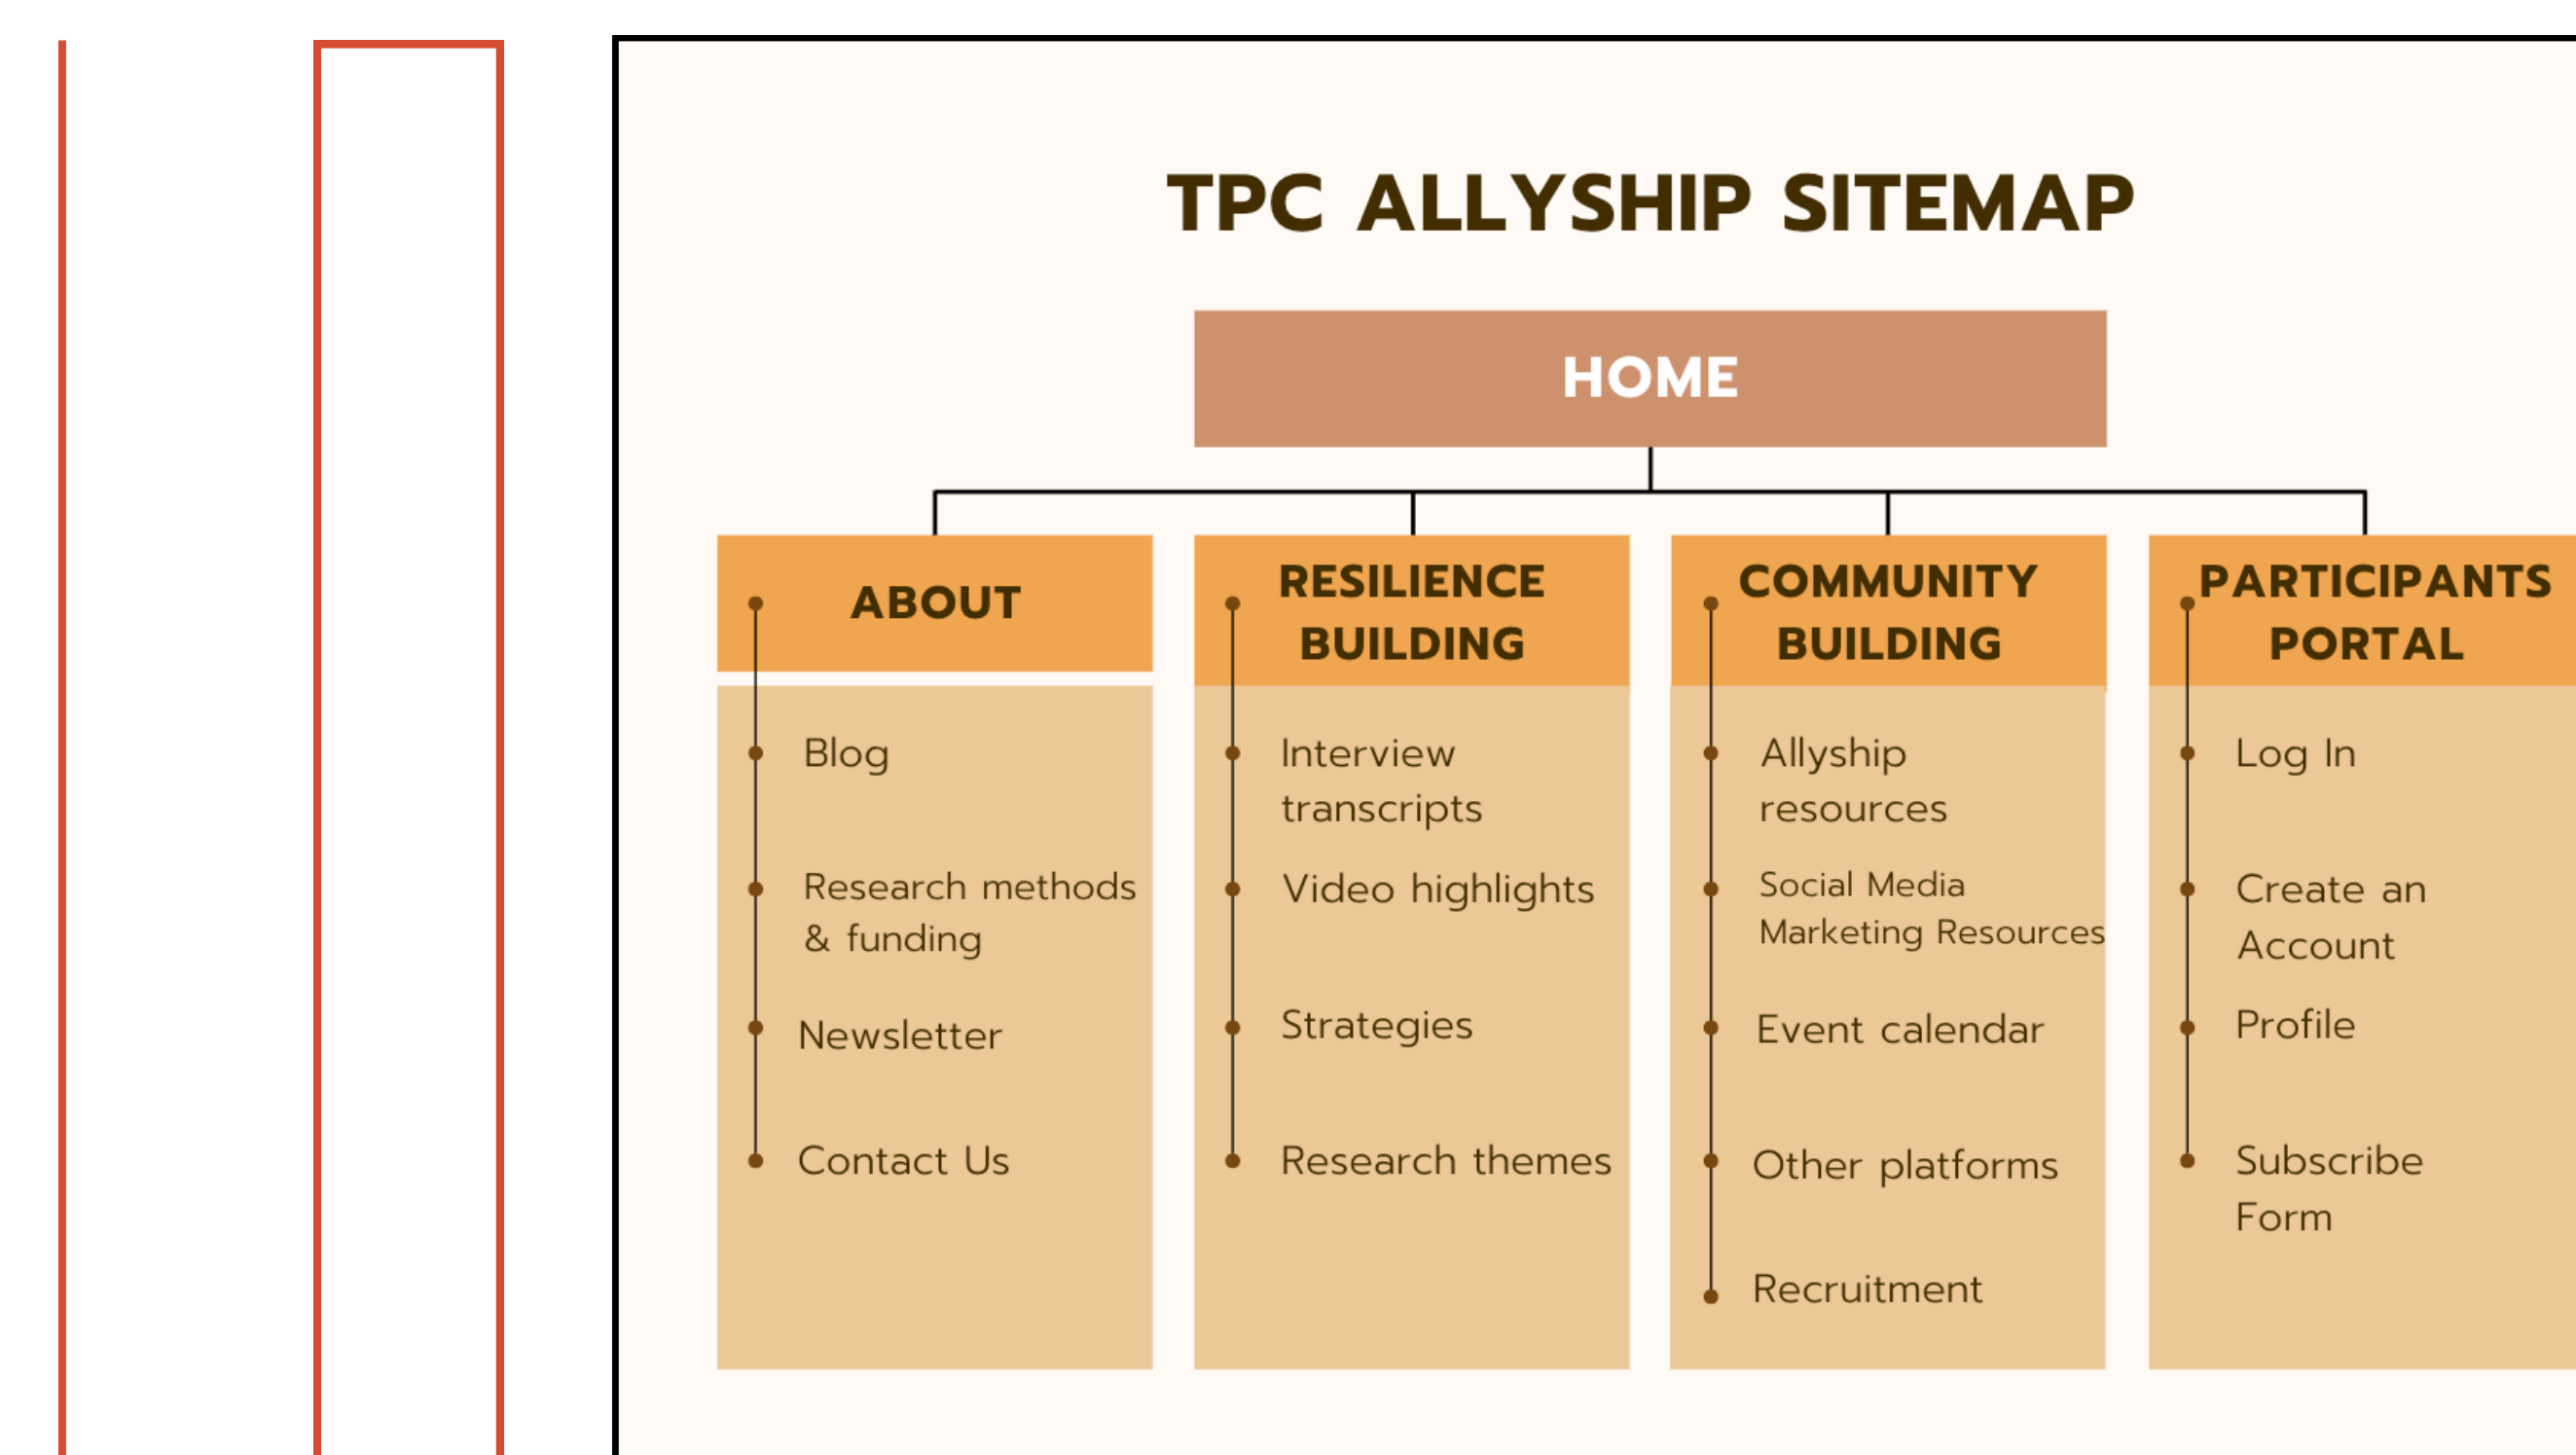 TPC ALLYSHIP SITEMAP
HOME
ABOUT
Blog
Research methods
& funding
Newsletter
Contact Us
RESILIENCE
BUILDING
Interview
transcripts
Video highlights
Strategies
Research themes
COMMUNITY
BUILDING
Allyship
resources
Social Media
Marketing Resources
Event calendar
Other platforms
Recruitment
PARTICIPANTS
PORTAL
Log In
Create an
Account
Profile
Subscribe
Form